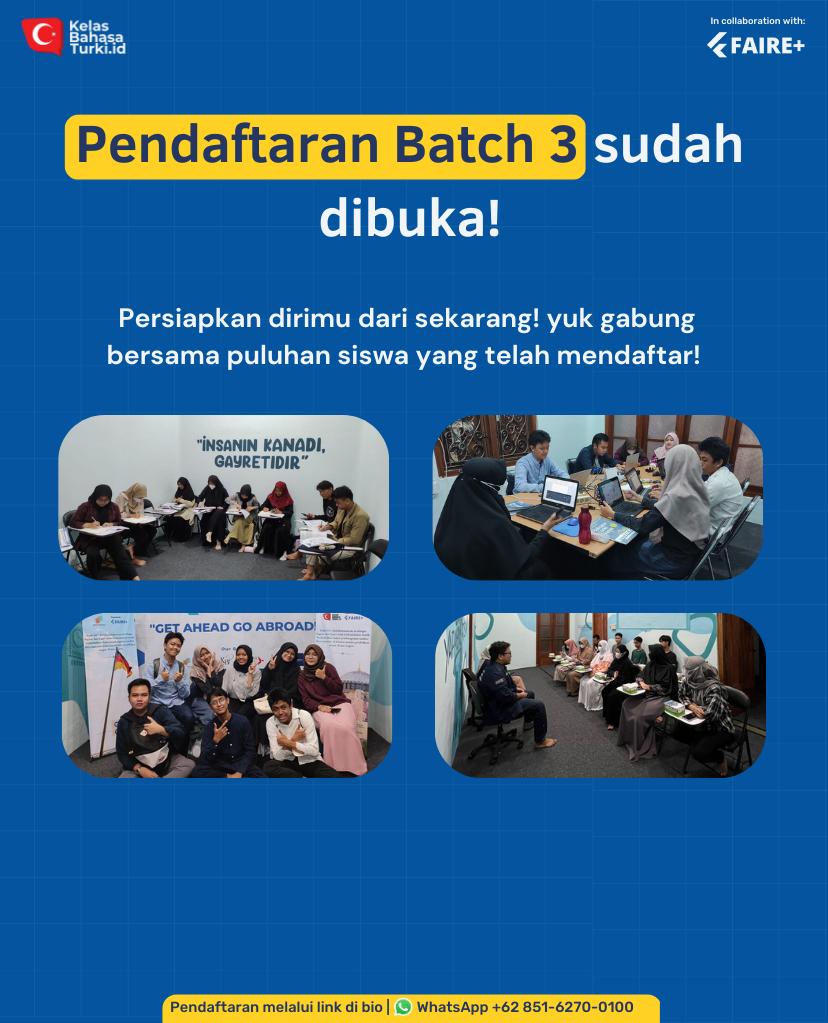 Kelas
Bahasa
Turki.id
In collaboration with:
FAIRE+
Pendaftaran Batch 3 sudah
dibuka!
Persiapkan dirimu dari sekarang! yuk gabung
bersama puluhan siswa yang telah mendaftar!
"İNSANIN KANADI,
GAYRETIDIR”
"GET AHEAD GO ABROAD!
FAIRE+
Pendaftaran melalui link di bio | WhatsApp +62 851-6270-0100